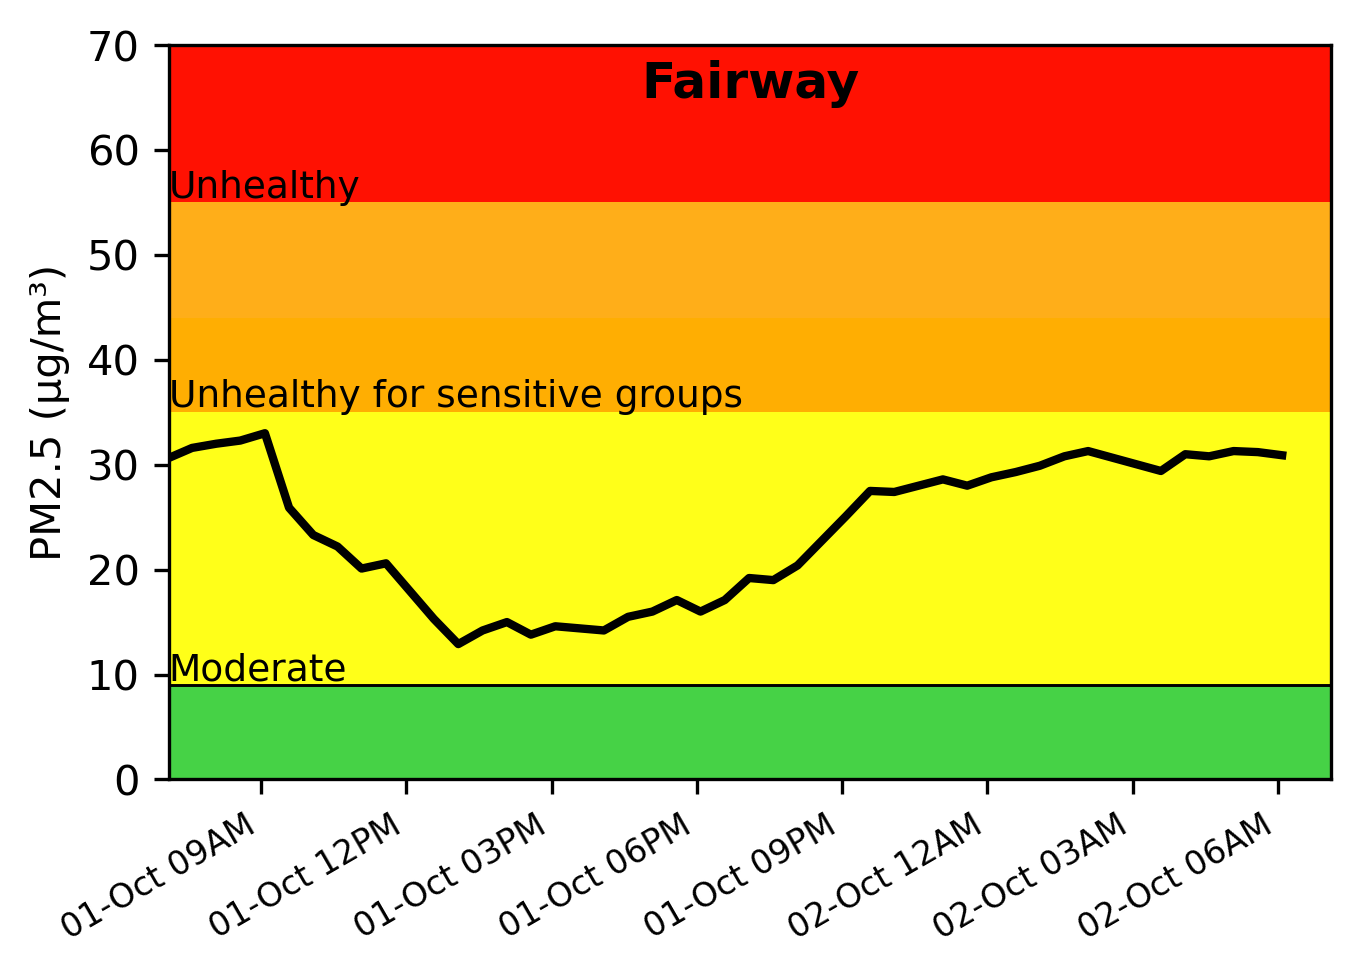 Fairway
70
60
50
40
30
20
10
0
PM2.5 (µg/m³)
Unhealthy
Unhealthy for sensitive groups
Moderate
01-Oct 09AM
01-Oct 12PM
01-Oct 03PM
01-Oct 06PM
01-Oct 09PM
02-Oct 12AM
02-Oct 03AM
02-Oct 06AM